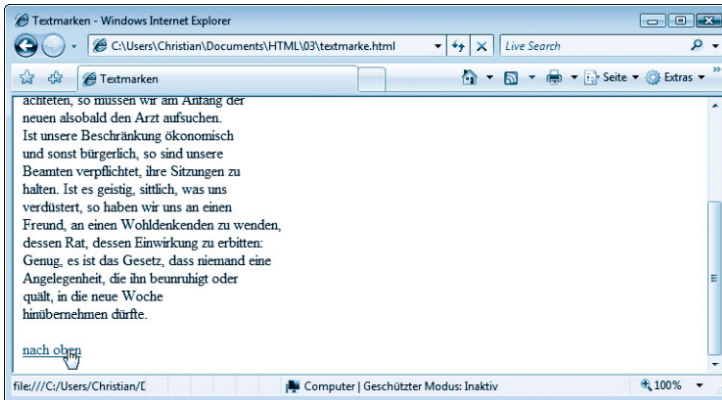 Textmarken - Windows Internet Explorer
C:\Users\Christian\Documents\HTML\03\textmarke.html
Live Search
Textmarken
Seite
Extras
»
achteten, so müssen wir am Anfang der
neuen alsobald den Arzt aufsuchen.
Ist unsere Beschränkung ökonomisch
und sonst bürgerlich, so sind unsere
Beamten verpflichtet, ihre Sitzungen zu
halten. Ist es geistig, sittlich, was uns
verdüstert, so haben wir uns an einen
Freund, an einen Wohldenkenden zu wenden,
dessen Rat, dessen Einwirkung zu erbitten:
Genug, es ist das Gesetz, dass niemand eine
Angelegenheit, die ihn beunruhigt oder
quält, in die neue Woche
hinübernehmen dürfte.
nach oben
file:///C:/Users/Christian/D
Computer | Geschützter Modus: Inaktiv
100%